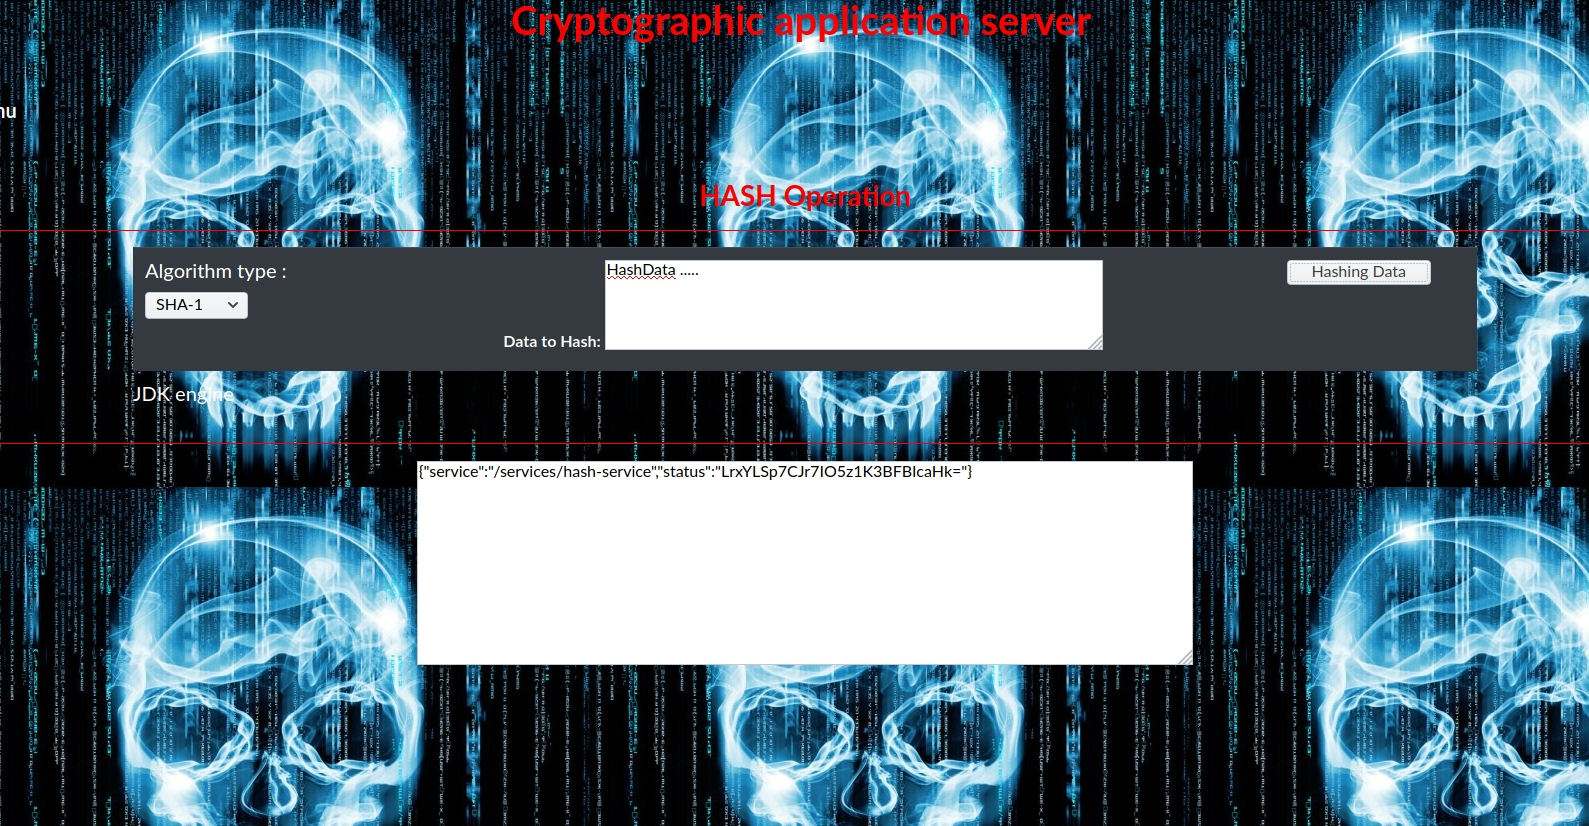 Cryptographic application server
nu
HASH Operation
Algorithm type :
SHA-1
HashData .....
Data to Hash:
Hashing Data
JDK engine
{"service":"/services/hash-service","status":"LrxYLSp7CJr7IO5z1K3BFBIcaHk="}